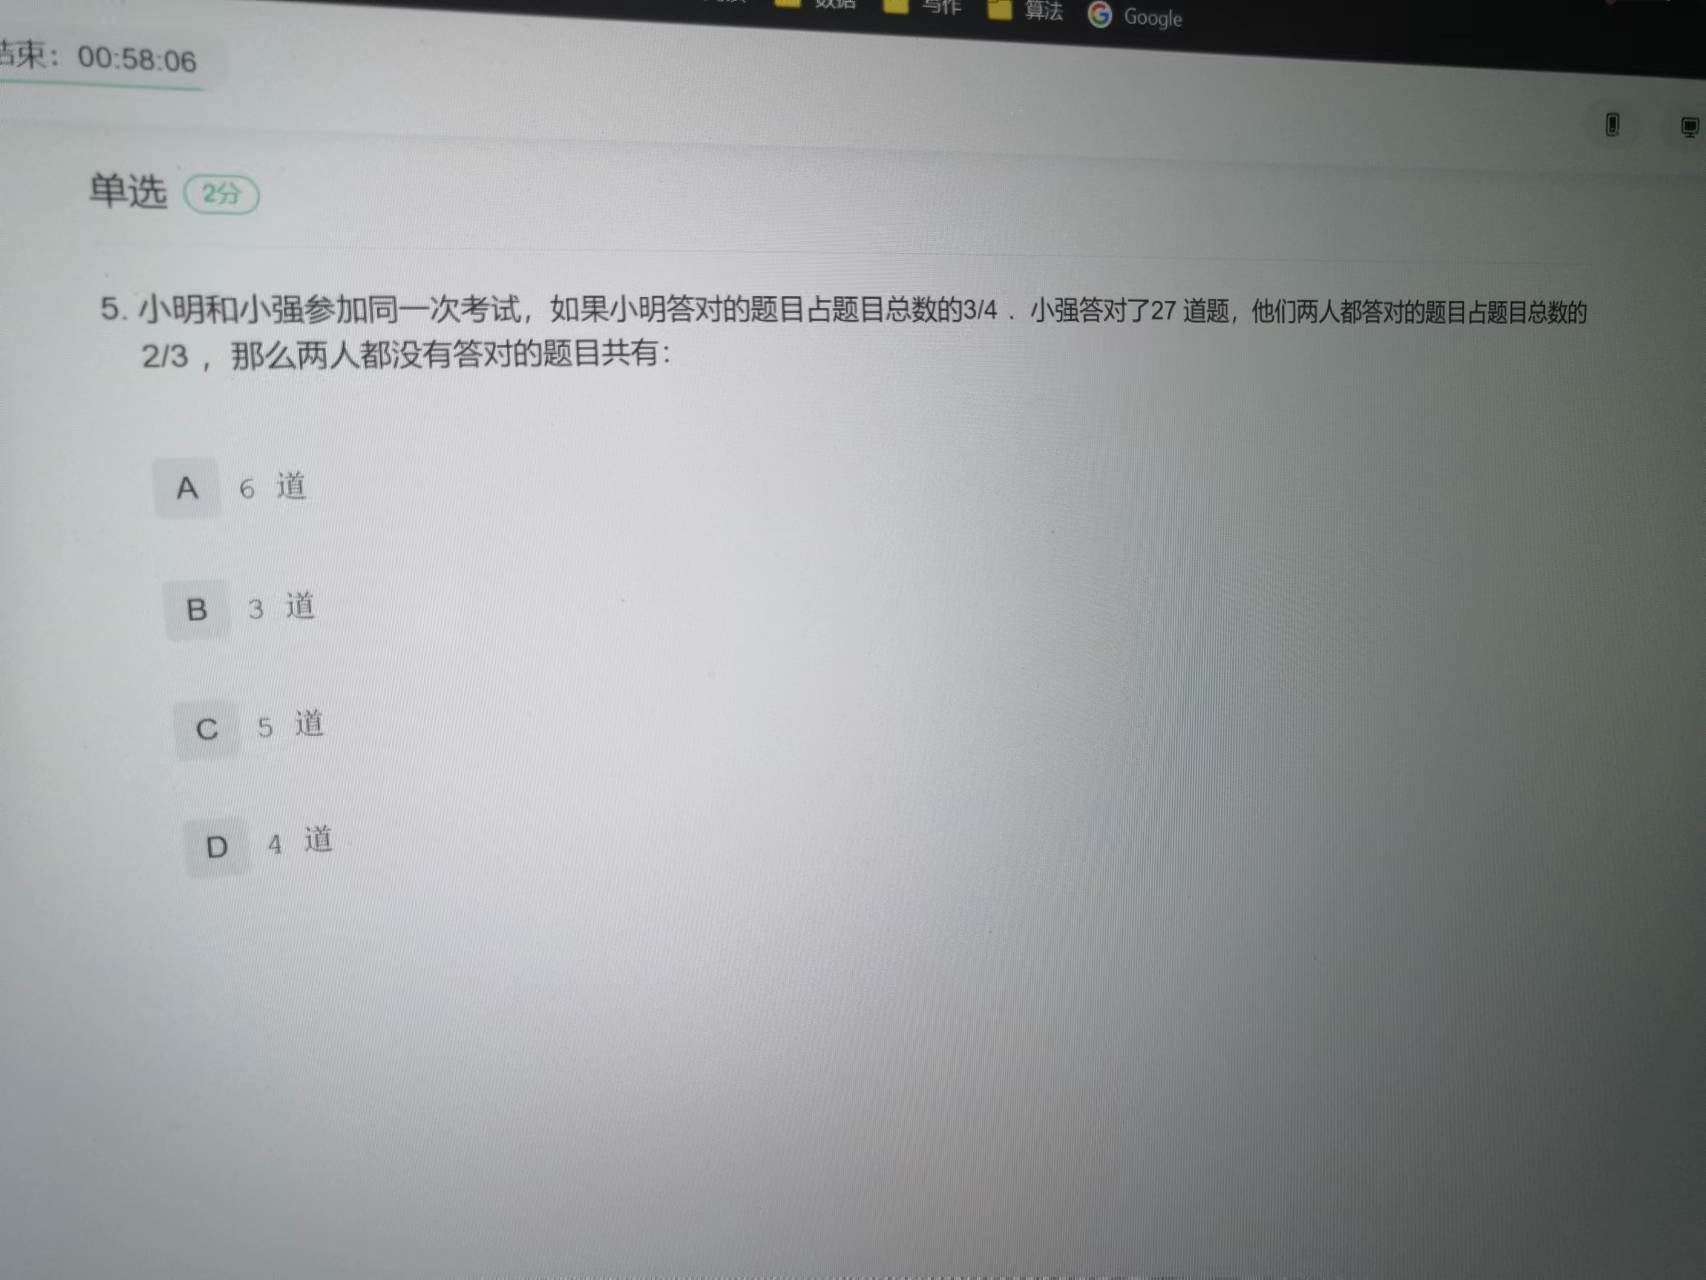 写作 算法 Google
结束：00:58:06
单选 2分
5. 小明和小强参加同一次考试，如果小明答对的题目占题目总数的3/4 . 小强答对了27 道题，他们两人都答对的题目占题目总数的
2/3 ，那么两人都没有答对的题目共有：
A 6 道
B 3 道
C 5 道
D 4 道